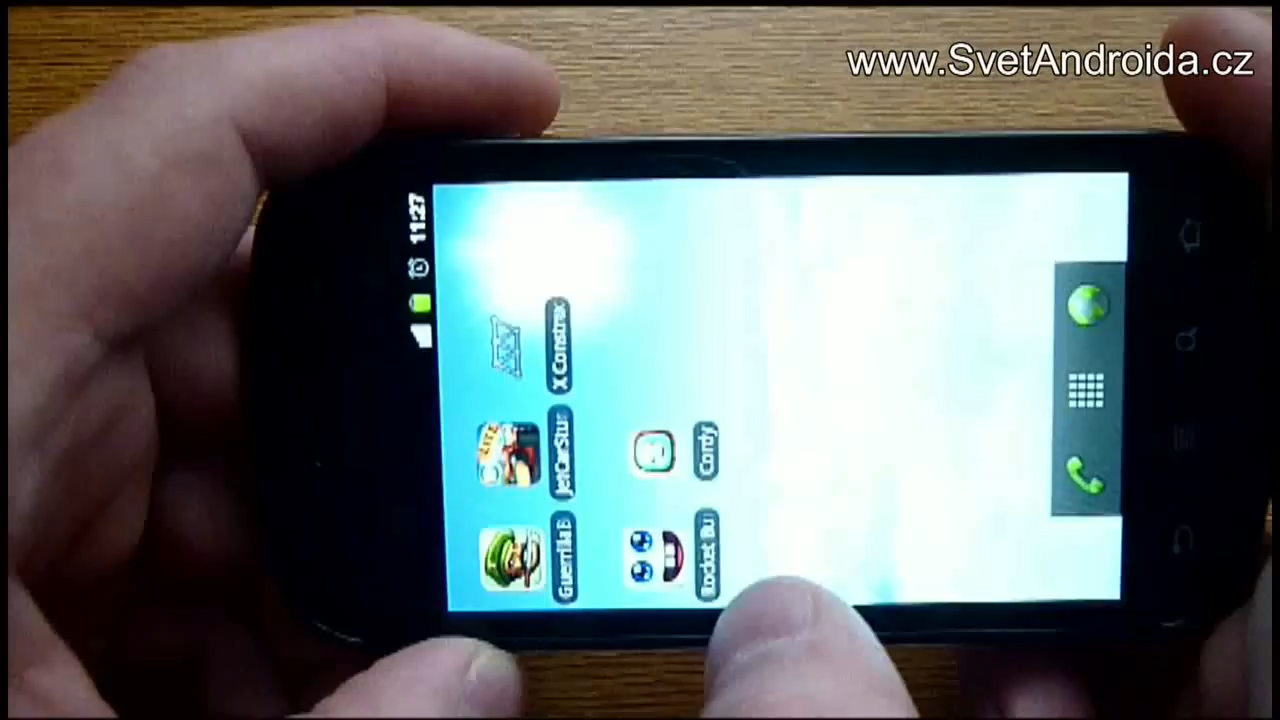 www.SvetAndroida.cz
11:27
Guerrilla B
JetCarStu
X Construc
Rocket Bu
Cordy